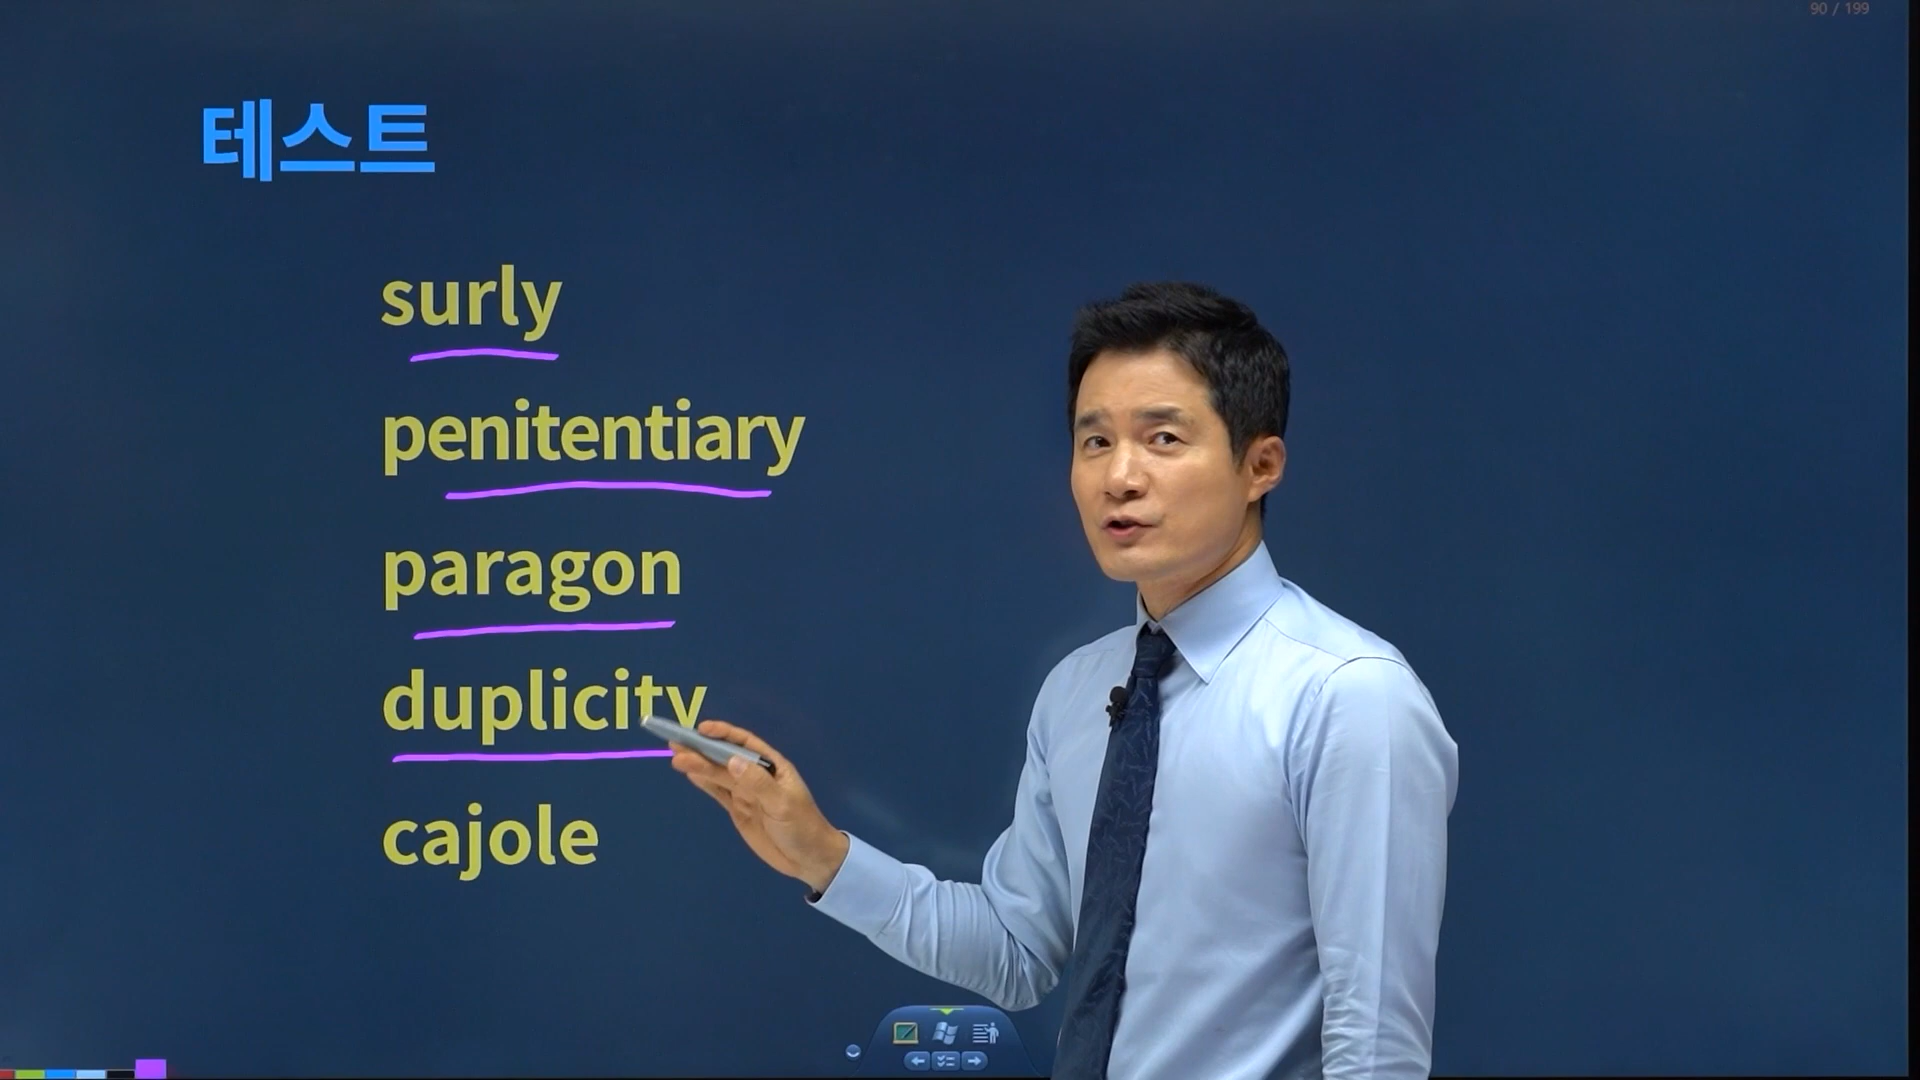 90 / 199
테스트
surly
penitentiary
paragon
duplicity
cajole